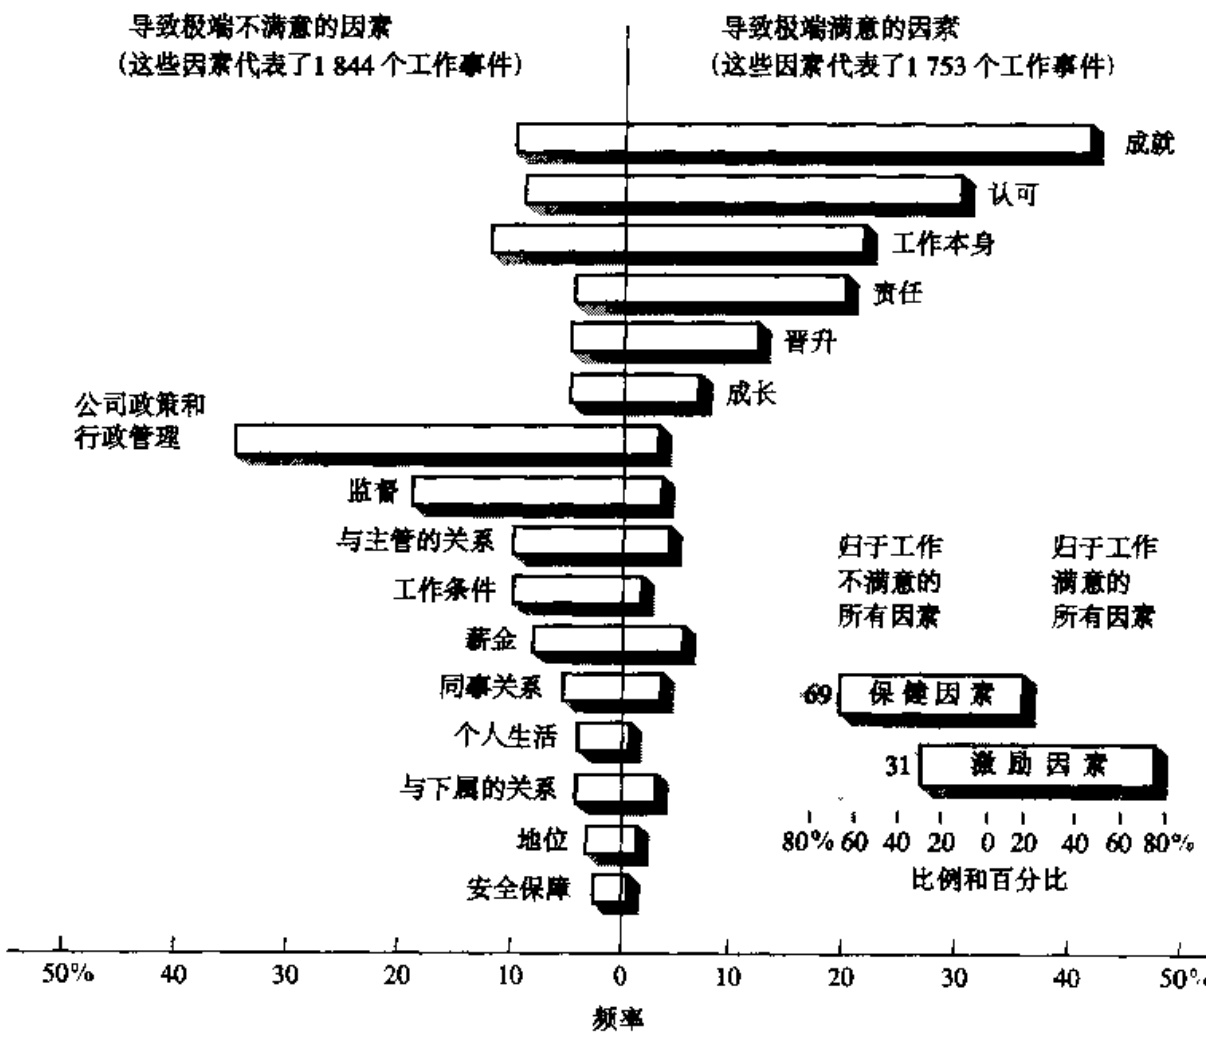 导致极端不满意的因素
(这些因素代表了1 844 个工作事件)
导致极端满意的因素
(这些因素代表了1 753 个工作事件)
成就
认可
工作本身
责任
晋升
成长
公司政策和
行政管理
监督
与主管的关系
工作条件
薪金
同事关系
个人生活
与下属的关系
地位
安全保障
归于工作
不满意的
所有因素
归于工作
满意的
所有因素
69 保健因素
31 激励因素
80% 60 40 20 0 20 40 60 80%
比例和百分比
50% 40 30 20 10 0 10 20 30 40 50%
频率